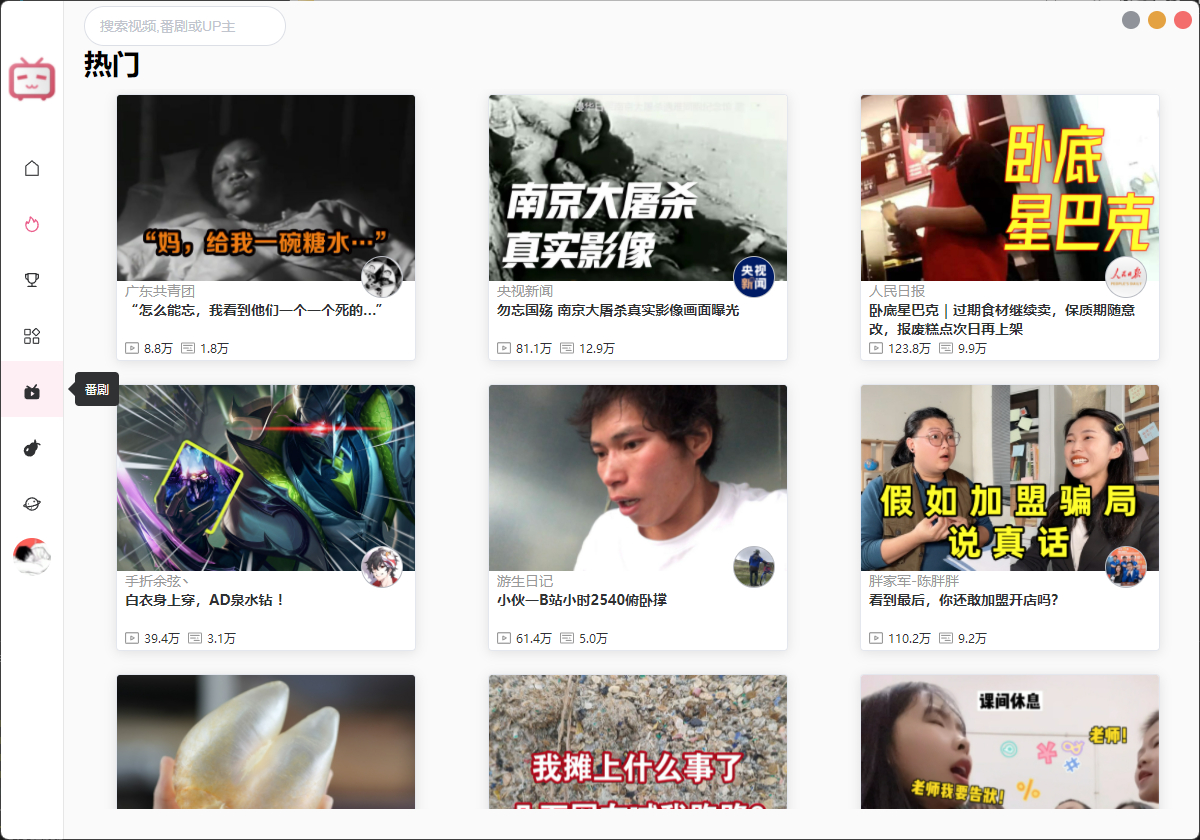 搜索视频,番剧或UP主
热门
“妈，给我一碗糖水…”
广东共青团
“怎么能忘，我看到他们一个一个死的...”
8.8万 1.8万
南京大屠杀
真实影像
央视
新闻
央视新闻
勿忘国殇 南京大屠杀真实影像画面曝光
81.1万 12.9万
卧底
星巴克
人民日报
人民日报
卧底星巴克｜过期食材继续卖，保质期随意
改，报废糕点次日再上架
123.8万 9.9万
番剧
手折余弦丶
白衣身上穿，AD泉水钻！
39.4万 3.1万
游生日记
小伙一B站小时2540俯卧撑
61.4万 5.0万
假如加盟骗局
说真话
胖家军-陈胖胖
看到最后，你还敢加盟开店吗?
110.2万 9.2万
我摊上什么事了
课间休息
老师!
老师我要告状!